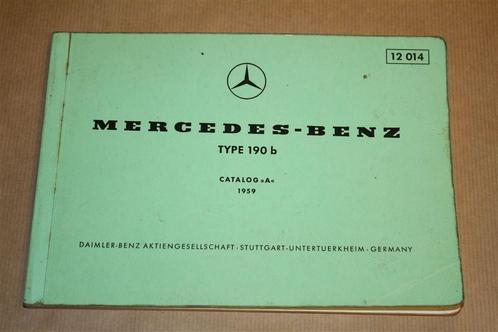 12 014
MERCEDES-BENZ
TYPE 190 b
CATALOG »A«
1959
DAIMLER-BENZ AKTIENGESELLSCHAFT · STUTTGART-UNTERTUERKHEIM · GERMANY